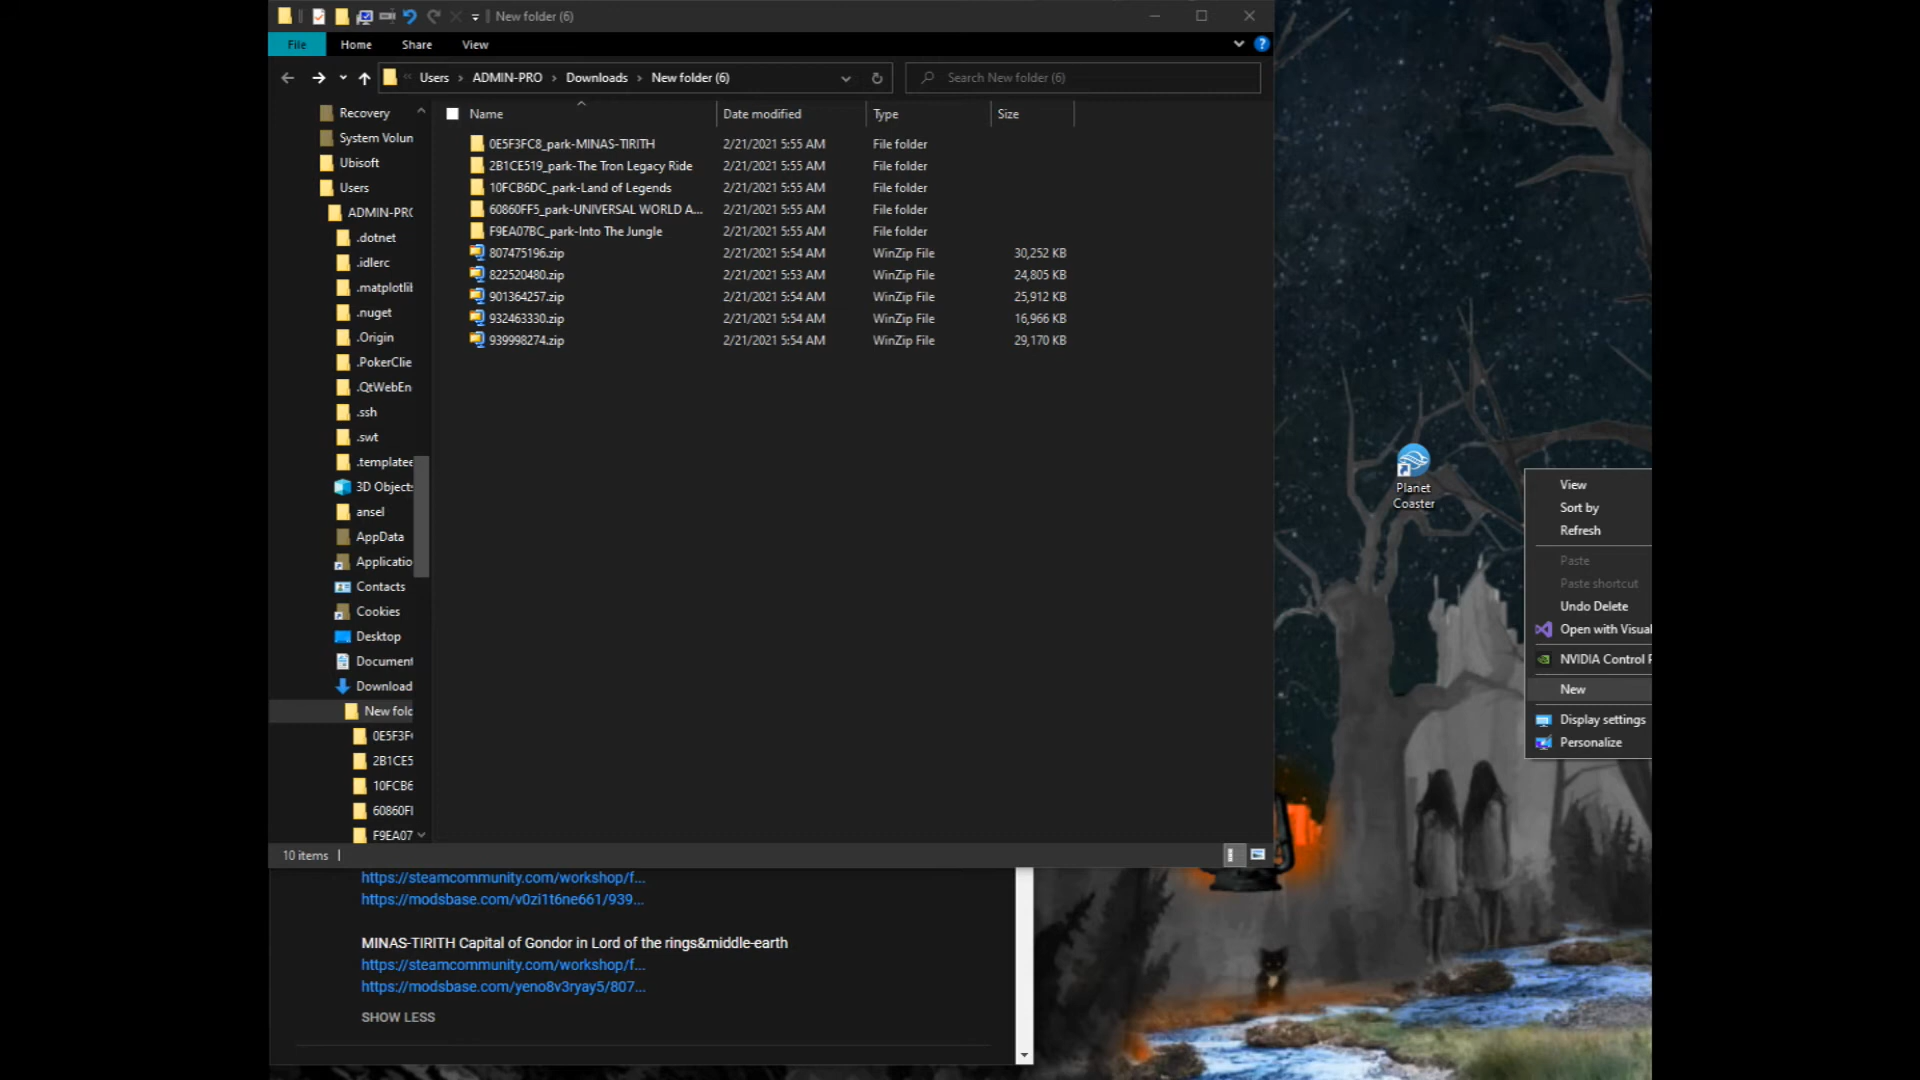 New folder (6)
File
Home
Share
View
?
Users
ADMIN-PRO
Downloads
New folder (6)
Search New folder (6)
Recovery
System Volun
Ubisoft
Users
ADMIN-PRO
.dotnet
.idlerc
.matplotlib
.nuget
.Origin
.PokerClie
.QtWebEn
.ssh
.swt
.templatee
3D Objects
ansel
AppData
Applicatio
Contacts
Cookies
Desktop
Document
Download
New fold
0E5F3F
2B1CE5
10FCB6
60860FF
F9EA07
Name
Date modified
Type
Size
0E5F3FC8_park-MINAS-TIRITH 2/21/2021 5:55 AM File folder
2B1CE519_park-The Tron Legacy Ride 2/21/2021 5:55 AM File folder
10FCB6DC_park-Land of Legends 2/21/2021 5:55 AM File folder
60860FF5_park-UNIVERSAL WORLD A... 2/21/2021 5:55 AM File folder
F9EA07BC_park-Into The Jungle 2/21/2021 5:55 AM File folder
807475196.zip 2/21/2021 5:54 AM WinZip File 30,252 KB
822520480.zip 2/21/2021 5:53 AM WinZip File 24,805 KB
901364257.zip 2/21/2021 5:54 AM WinZip File 25,912 KB
932463330.zip 2/21/2021 5:54 AM WinZip File 16,966 KB
939998274.zip 2/21/2021 5:54 AM WinZip File 29,170 KB
10 items
Planet
Coaster
View
Sort by
Refresh
Paste
Paste shortcut
Undo Delete
Open with Visual
NVIDIA Control P
New
Display settings
Personalize
https://steamcommunity.com/workshop/f...
https://modsbase.com/v0zi1t6ne661/939...
MINAS-TIRITH Capital of Gondor in Lord of the rings&middle-earth
https://steamcommunity.com/workshop/f...
https://modsbase.com/yeno8v3ryay5/807...
SHOW LESS